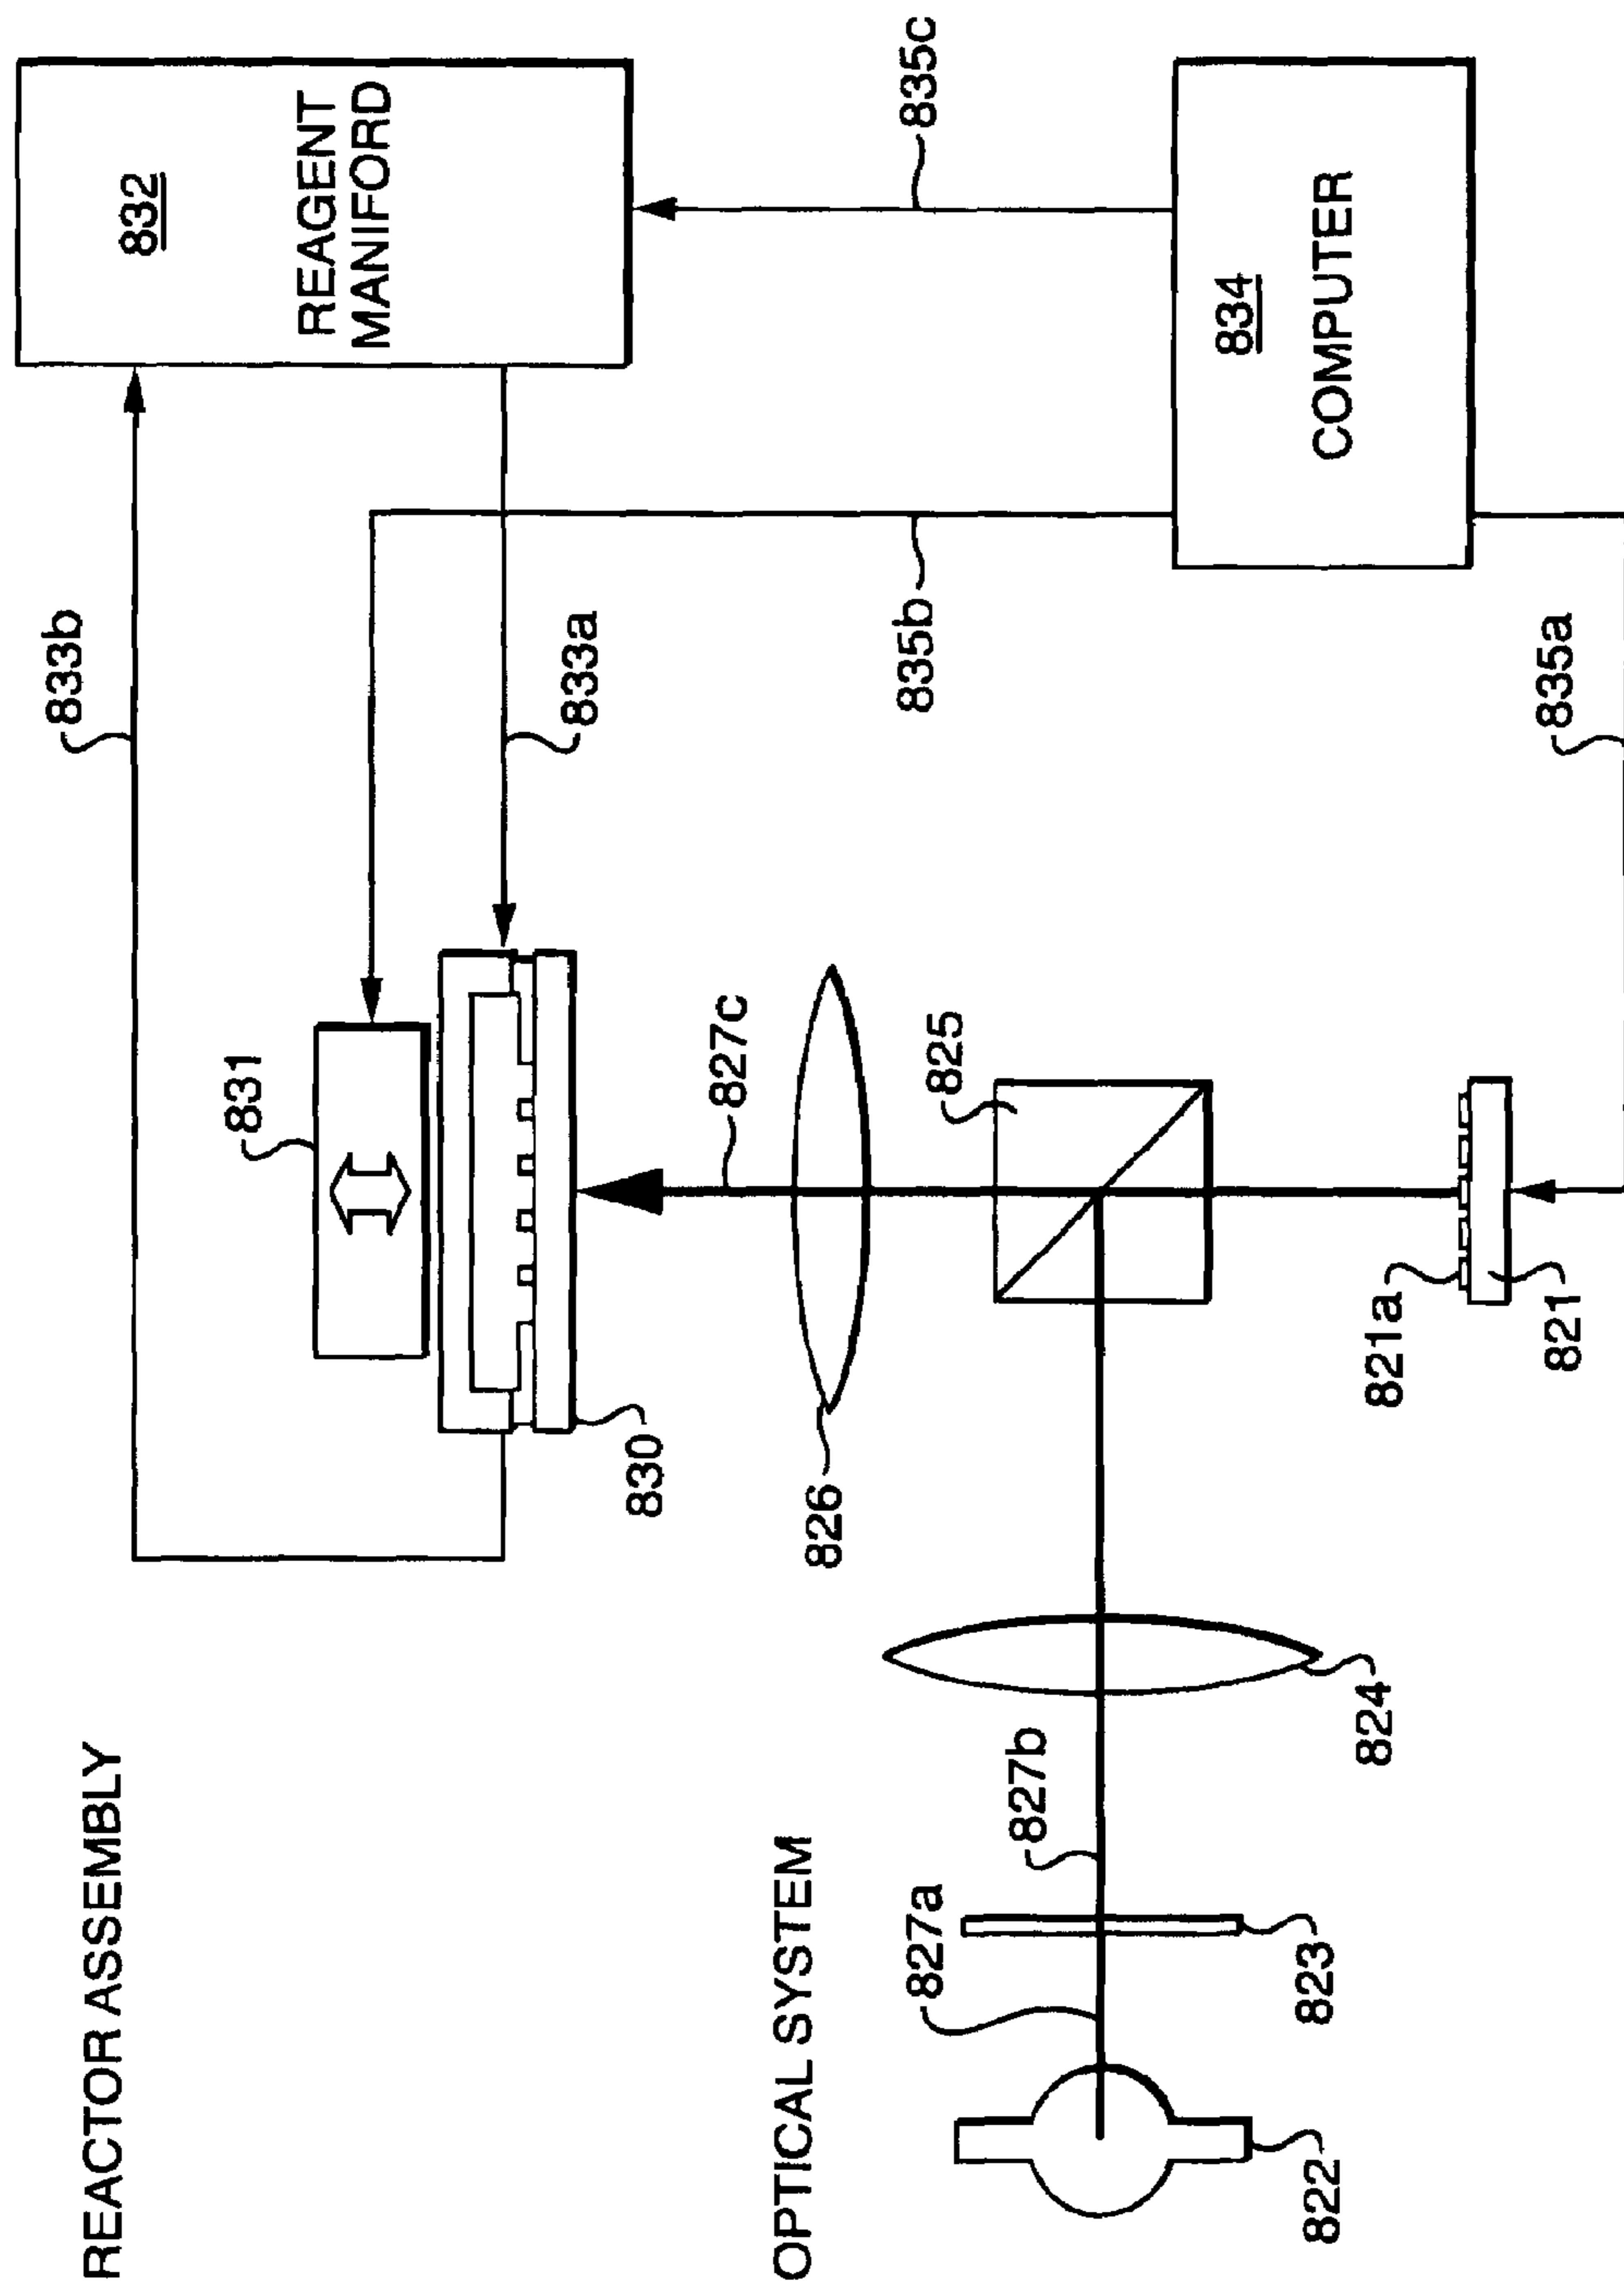 REACTOR ASSEMBLY
833b
832
REAGENT
MANIFORD
831
833a
830
835c
835b
OPTICAL SYSTEM
827c
826
825
834
COMPUTER
827a
827b
824
823
822
821a
821
835a